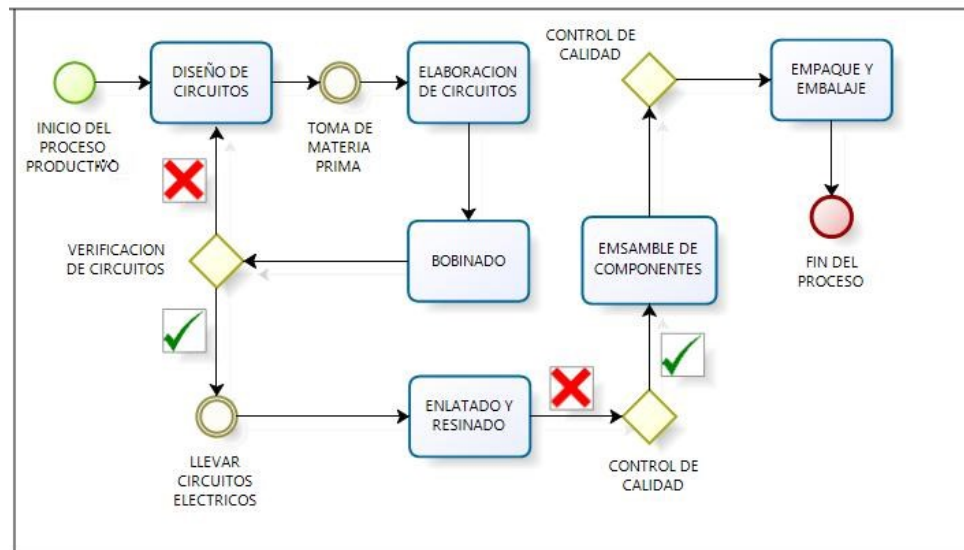 INICIO DEL
PROCESO
PRODUCTIVO
DISEÑO DE
CIRCUITOS
TOMA DE
MATERIA
PRIMA
ELABORACION
DE CIRCUITOS
BOBINADO
VERIFICACION
DE CIRCUITOS
LLEVAR
CIRCUITOS
ELECTRICOS
ENLATADO Y
RESINADO
CONTROL DE
CALIDAD
EMSAMBLE DE
COMPONENTES
CONTROL DE
CALIDAD
EMPAQUE Y
EMBALAJE
FIN DEL
PROCESO